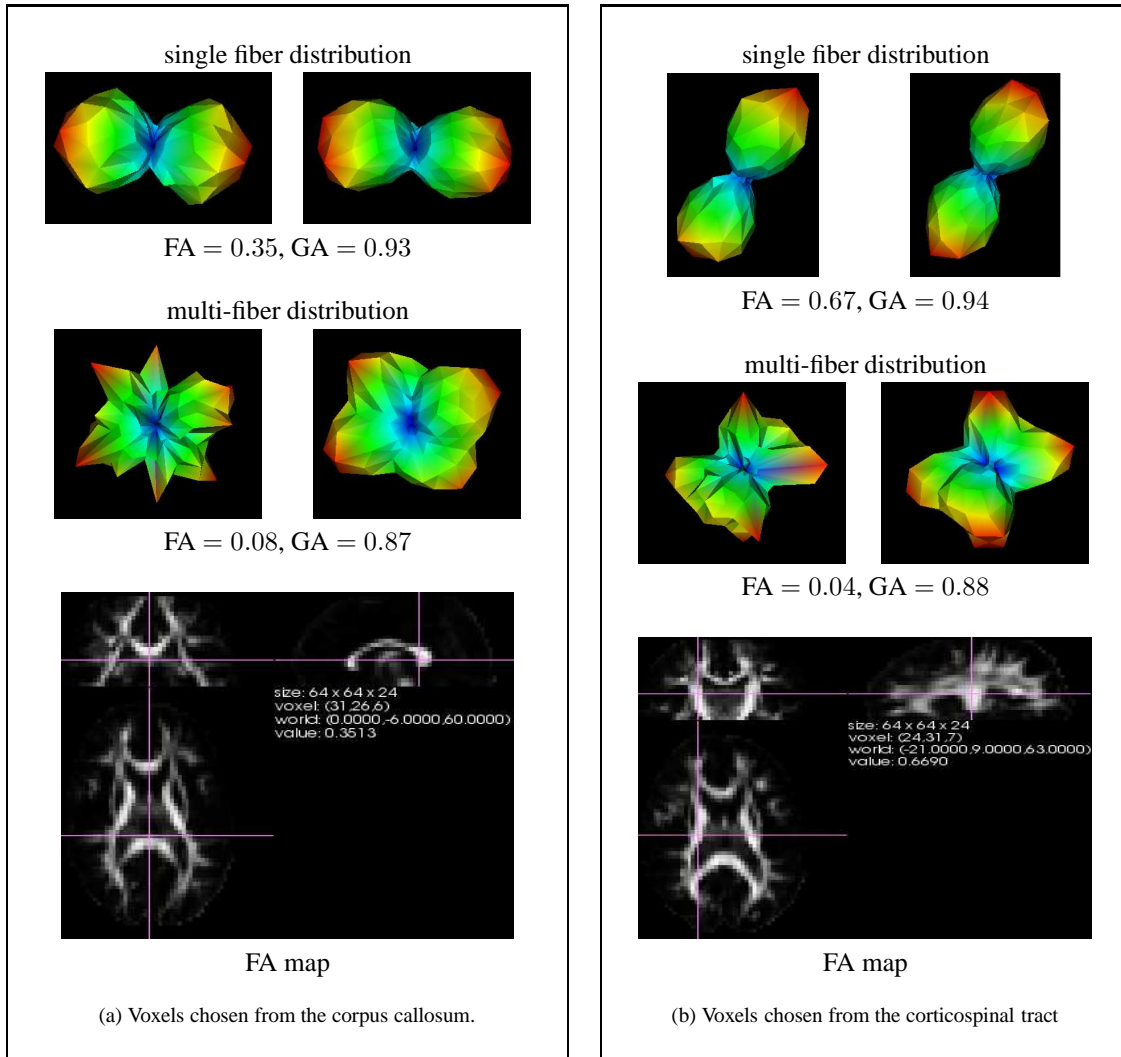 single fiber distribution
FA = 0.35, GA = 0.93
multi-fiber distribution
FA = 0.08, GA = 0.87
size: 64 x 64 x 24
voxel: (31,26,6)
world: (0.0000,-6.0000,60.0000)
value: 0.3513
FA map
(a) Voxels chosen from the corpus callosum.
single fiber distribution
FA = 0.67, GA = 0.94
multi-fiber distribution
FA = 0.04, GA = 0.88
size: 64 x 64 x 24
voxel: (24,31,7)
world: (-21.0000,9.0000,63.0000)
value: 0.6690
FA map
(b) Voxels chosen from the corticospinal tract